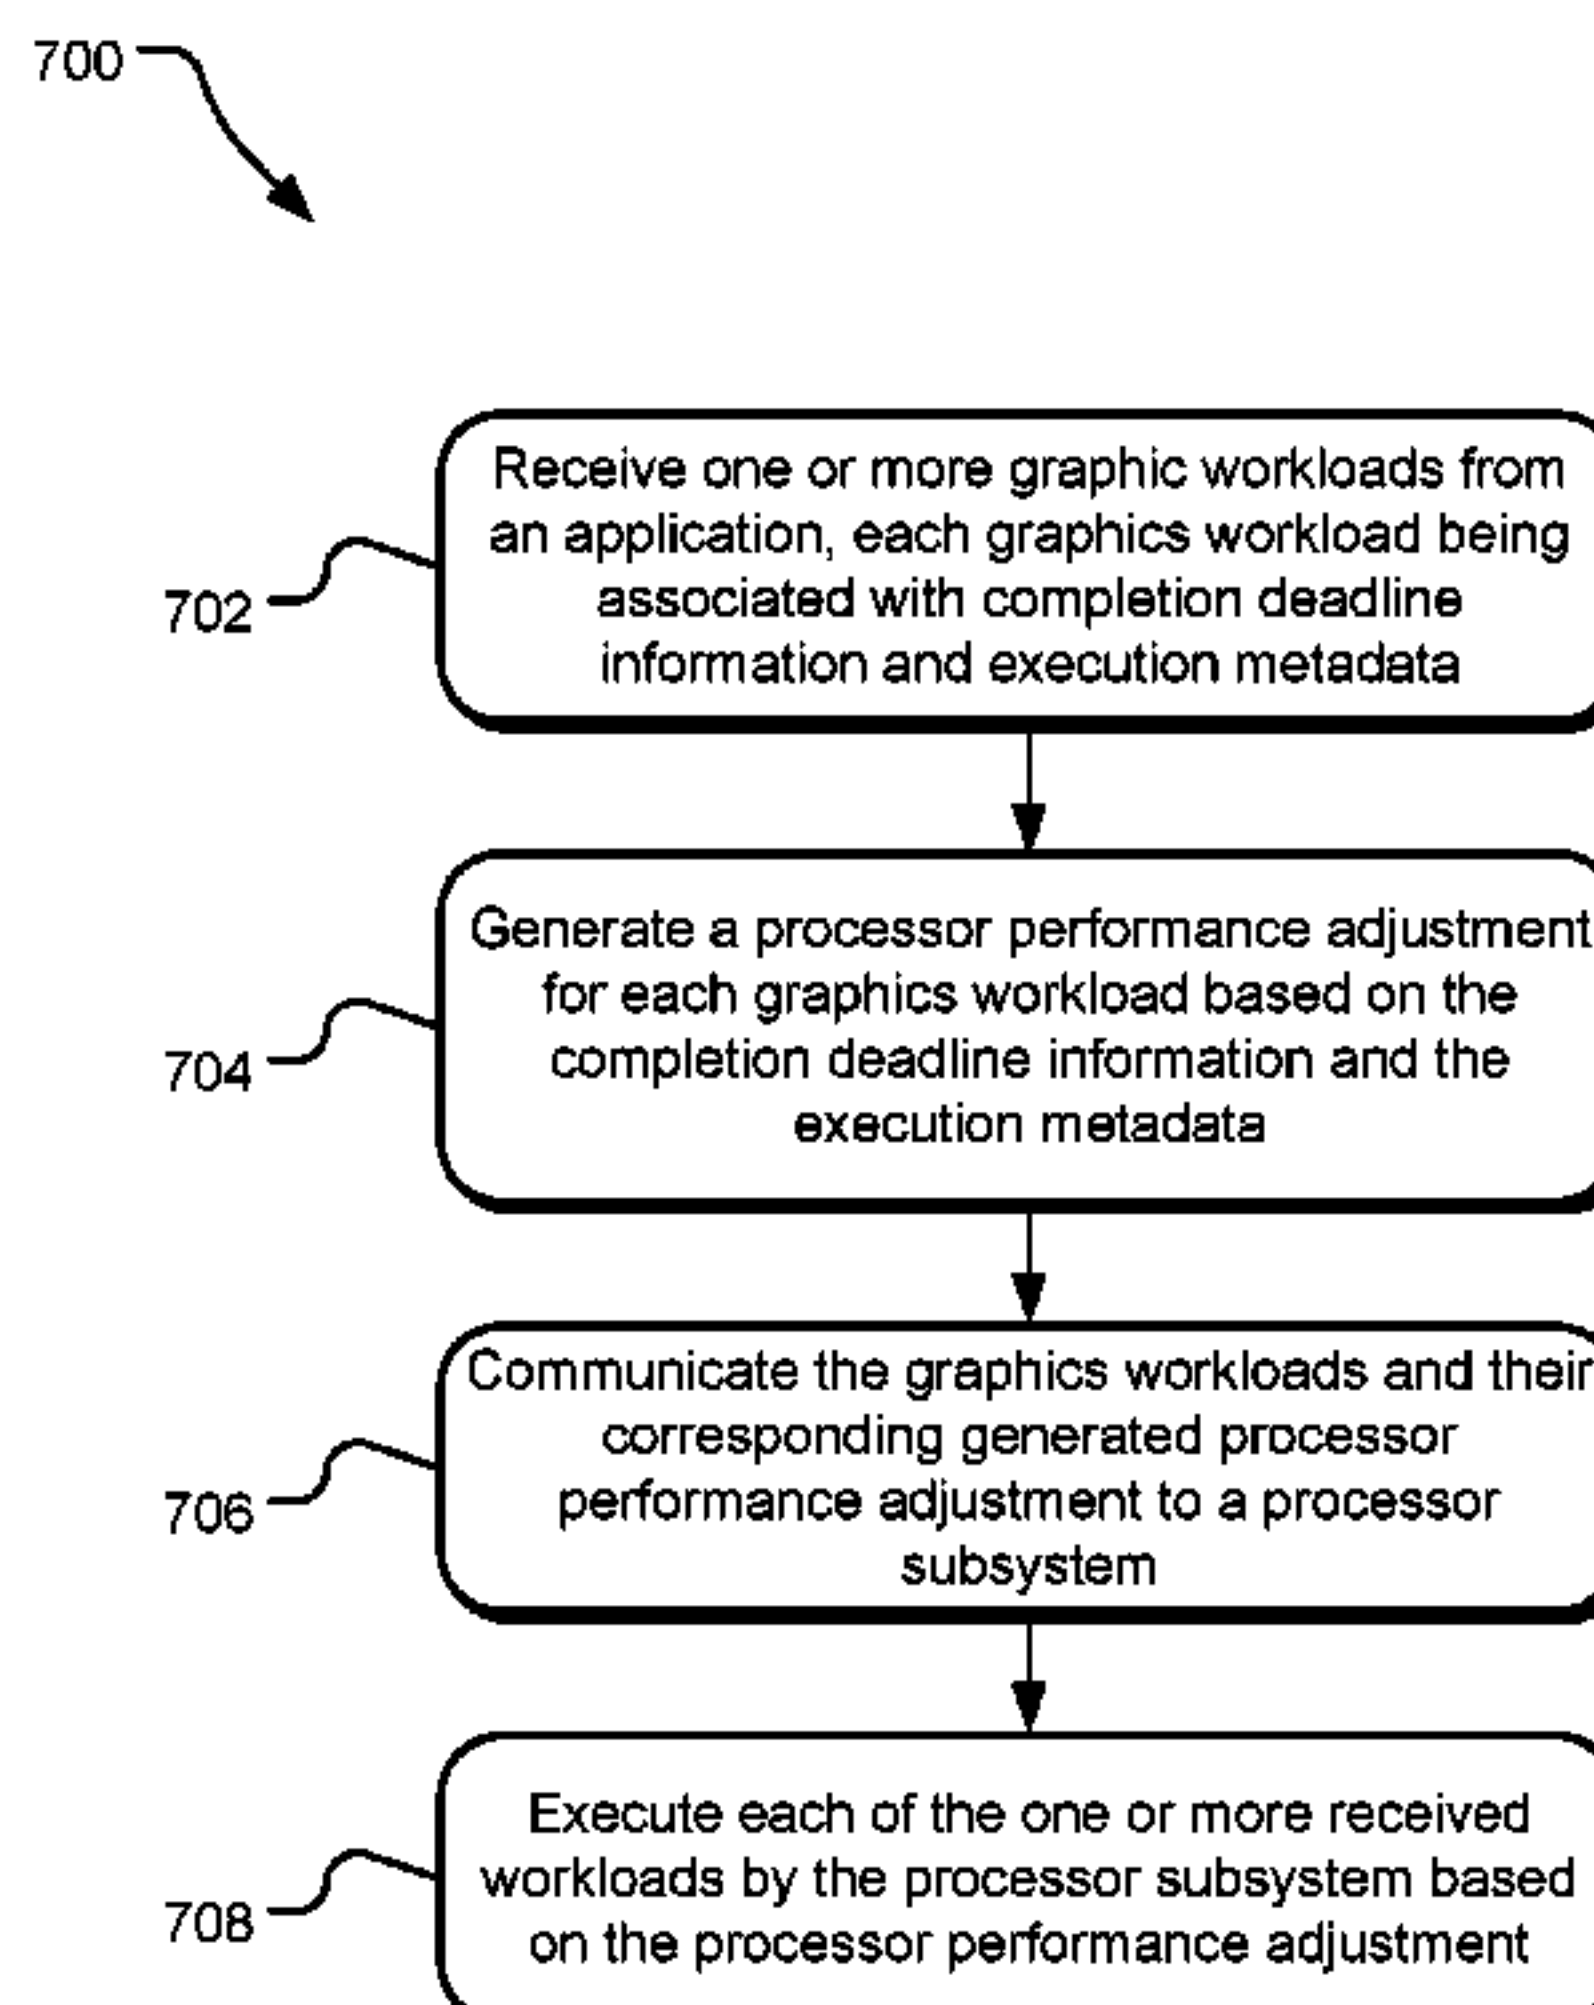 700
Receive one or more graphic workloads from
an application, each graphics workload being
associated with completion deadline
information and execution metadata
702
Generate a processor performance adjustment
for each graphics workload based on the
completion deadline information and the
execution metadata
704
Communicate the graphics workloads and their
corresponding generated processor
performance adjustment to a processor
subsystem
706
Execute each of the one or more received
workloads by the processor subsystem based
on the processor performance adjustment
708